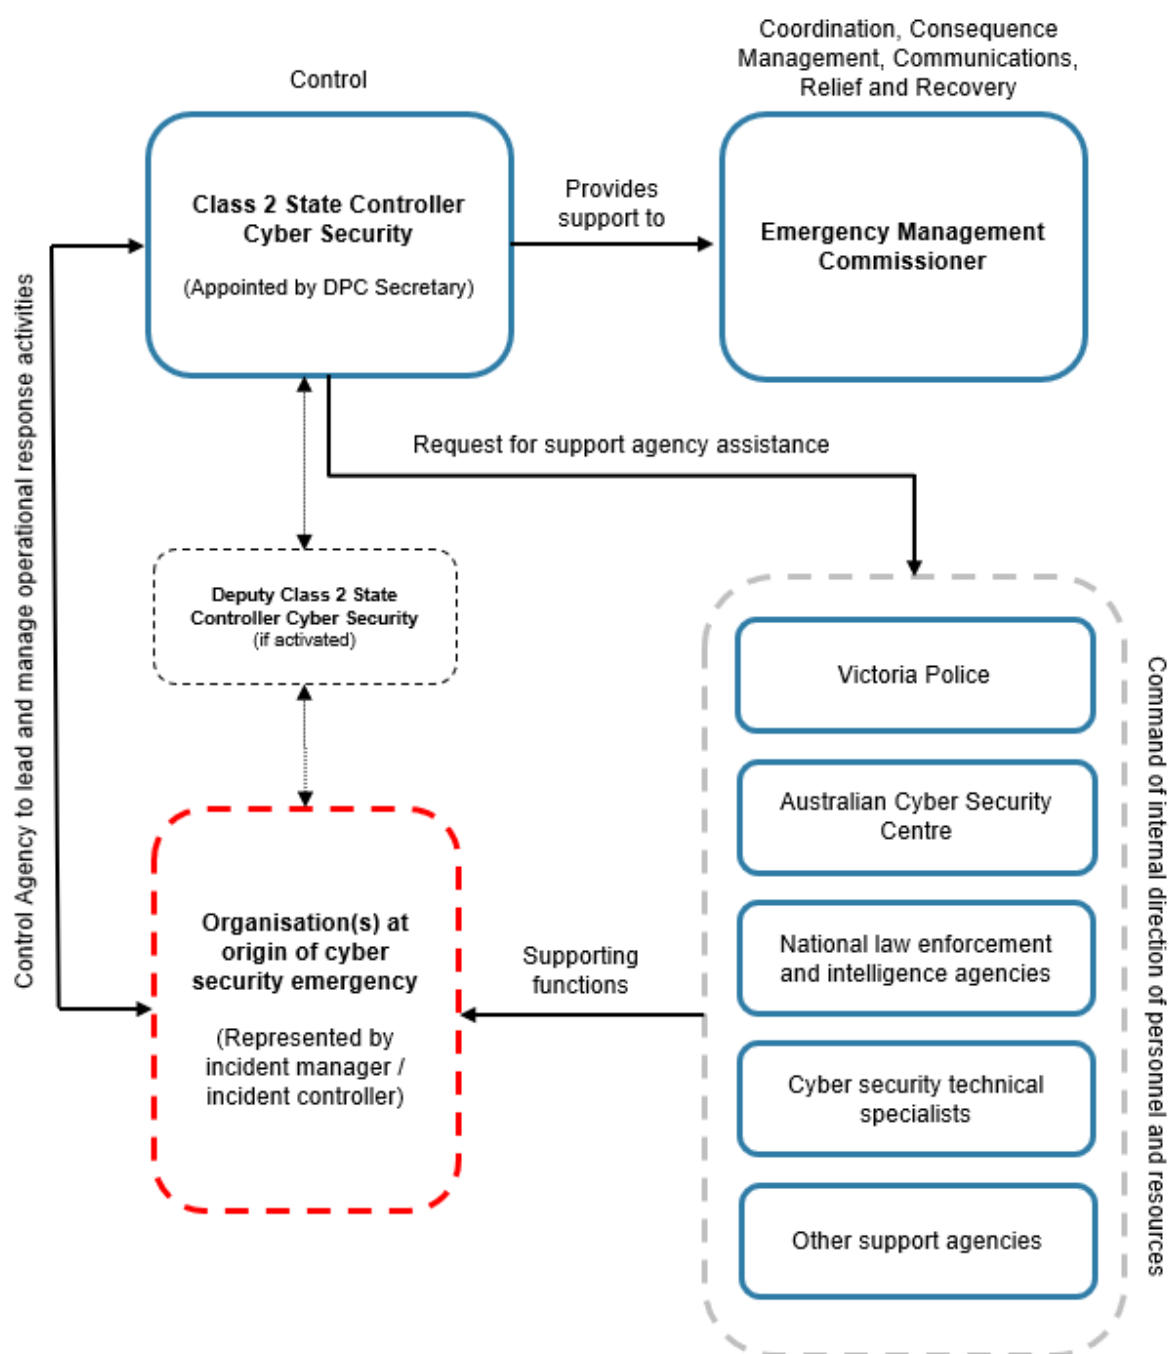 Control
Coordination, Consequence
Management, Communications,
Relief and Recovery
Class 2 State Controller
Cyber Security
(Appointed by DPC Secretary)
Provides
support to
Emergency Management
Commissioner
Control Agency to lead and manage operational response activities
Request for support agency assistance
Deputy Class 2 State
Controller Cyber Security
(if activated)
Organisation(s) at
origin of cyber
security emergency
(Represented by
incident manager /
incident controller)
Supporting
functions
Victoria Police
Australian Cyber Security
Centre
National law enforcement
and intelligence agencies
Cyber security technical
specialists
Other support agencies
Command of internal direction of personnel and resources